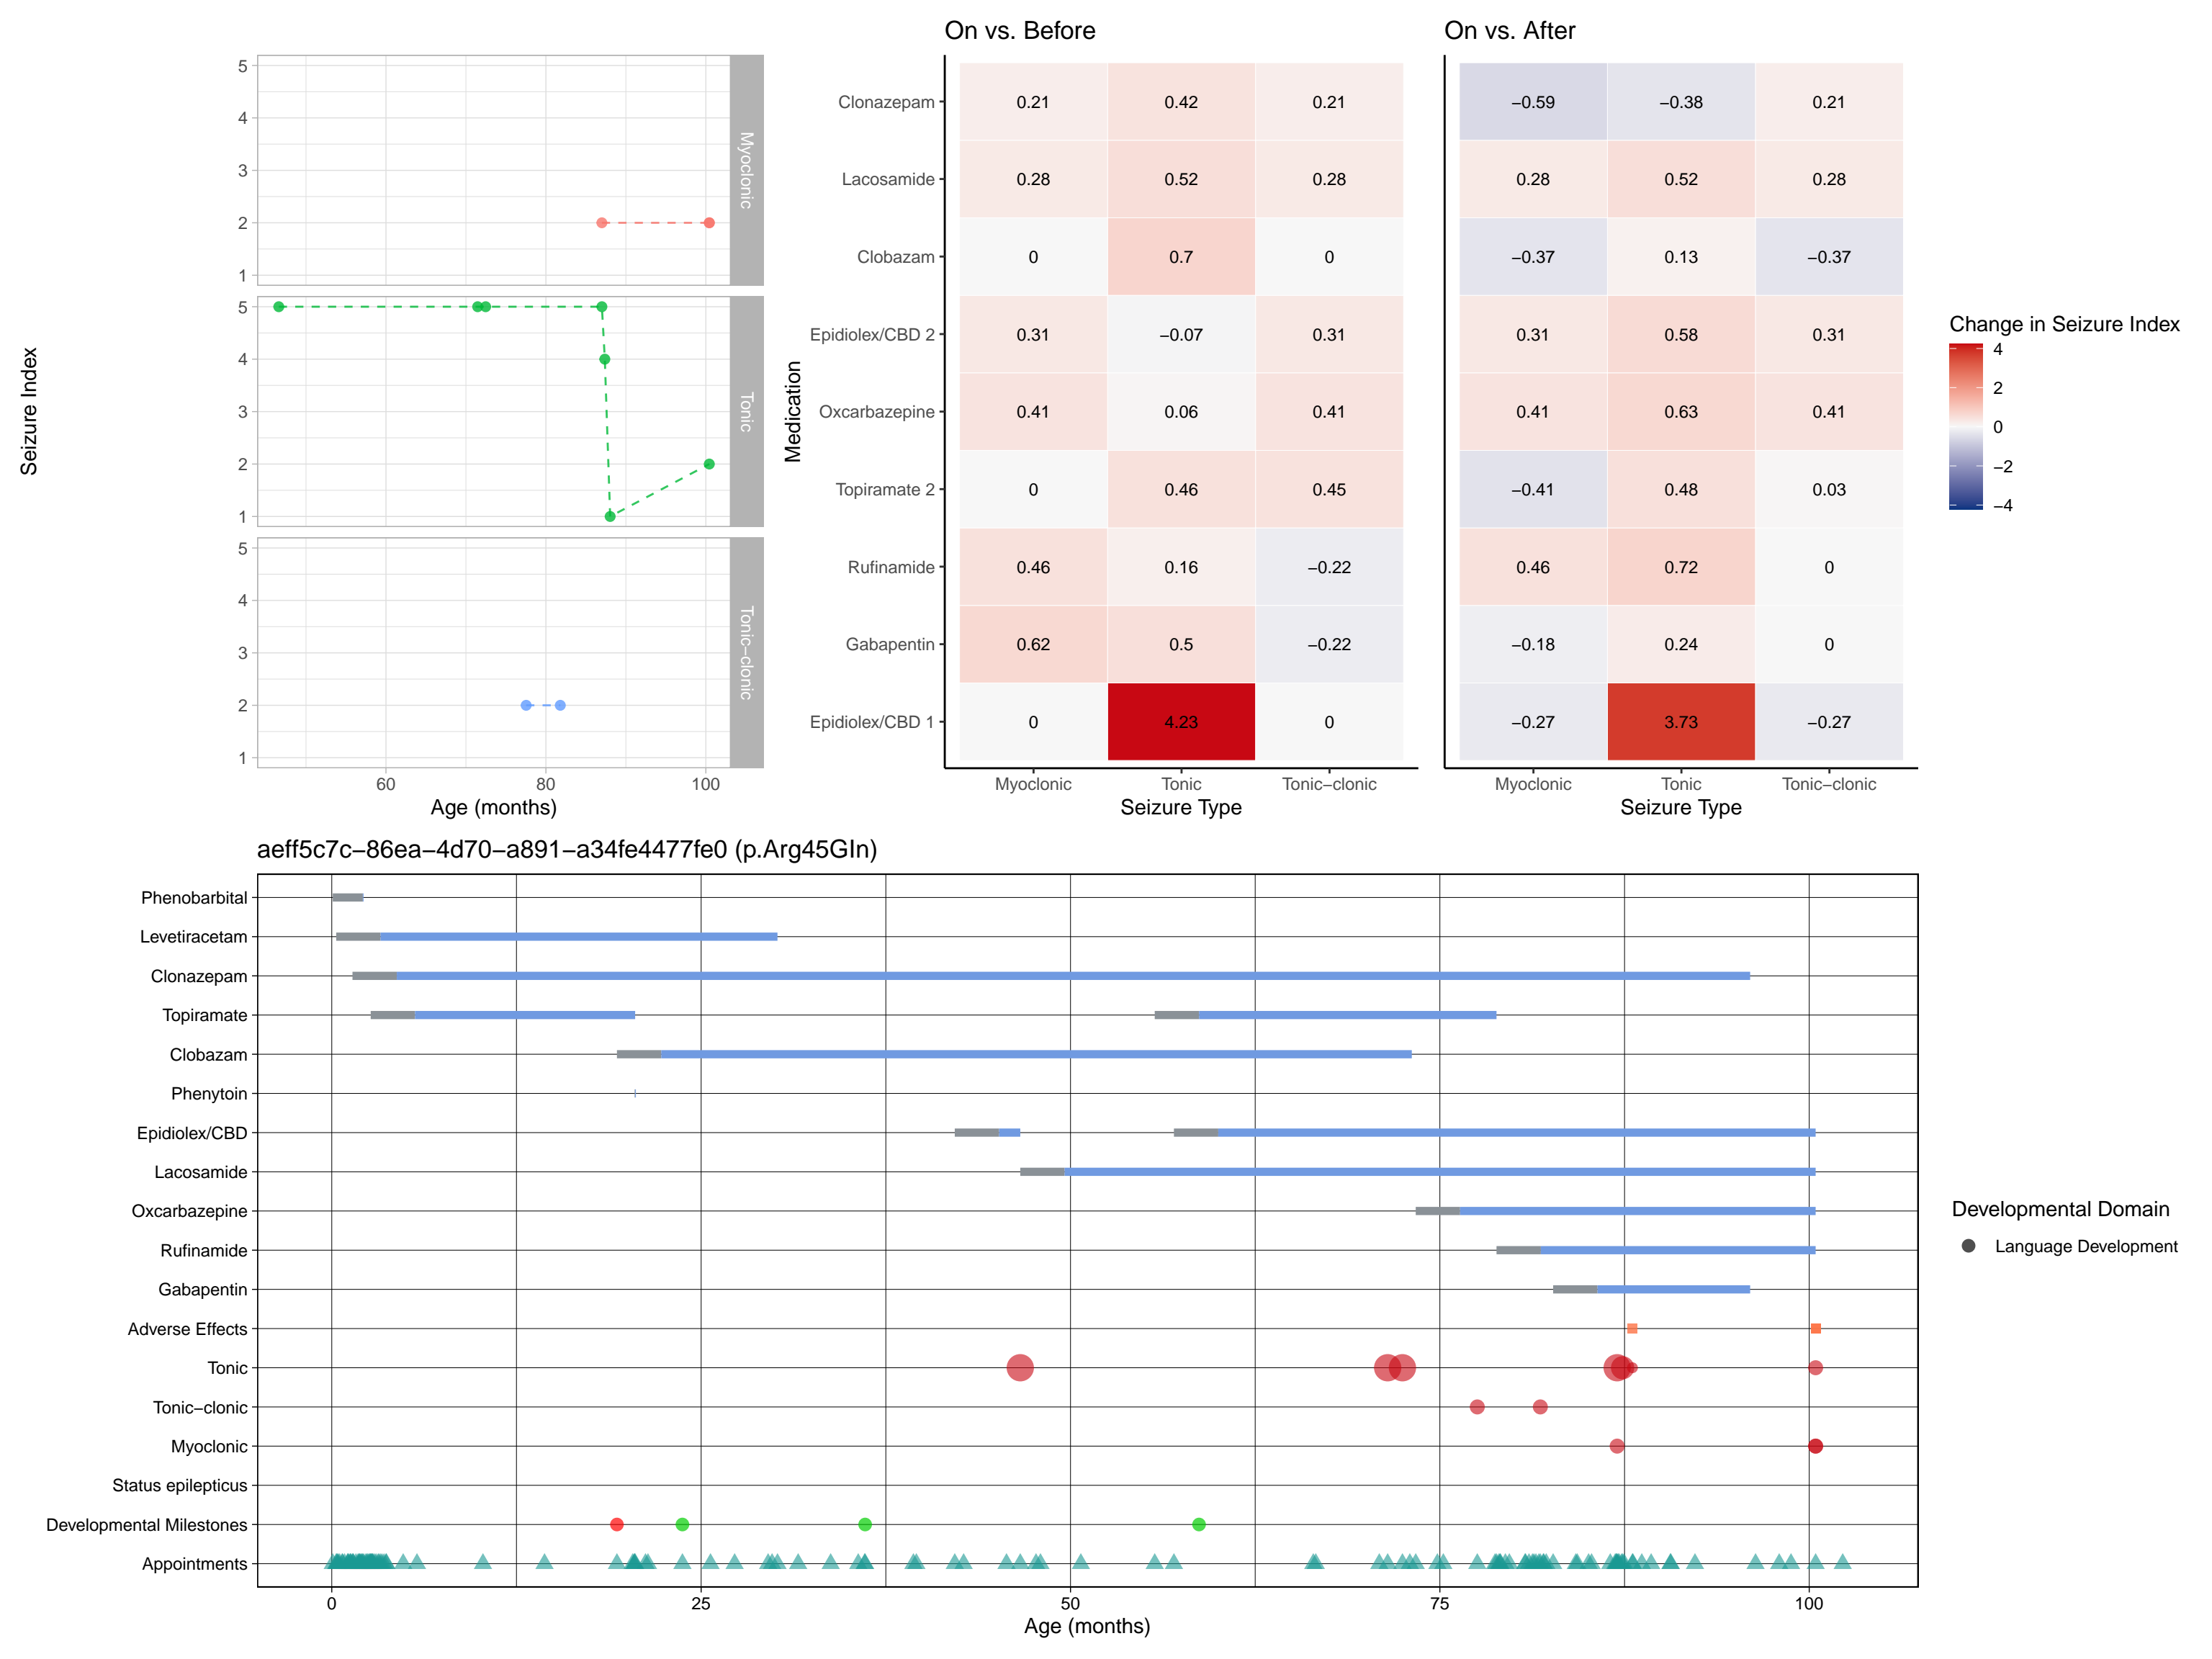 On vs. Before
On vs. After
Seizure Index
5
4
3
2
1
Myoclonic
5
4
3
2
1
Tonic
5
4
3
2
1
Tonic−clonic
60
80
100
Age (months)
Medication
Clonazepam
0.21
0.42
0.21
−0.59
−0.38
0.21
Lacosamide
0.28
0.52
0.28
0.28
0.52
0.28
Clobazam
0
0.7
0
−0.37
0.13
−0.37
Epidiolex/CBD 2
0.31
−0.07
0.31
0.31
0.58
0.31
Oxcarbazepine
0.41
0.06
0.41
0.41
0.63
0.41
Topiramate 2
0
0.46
0.45
−0.41
0.48
0.03
Rufinamide
0.46
0.16
−0.22
0.46
0.72
0
Gabapentin
0.62
0.5
−0.22
−0.18
0.24
0
Epidiolex/CBD 1
0
4.23
0
−0.27
3.73
−0.27
Myoclonic
Tonic
Tonic−clonic
Seizure Type
Myoclonic
Tonic
Tonic−clonic
Seizure Type
Change in Seizure Index
4
2
0
−2
−4
aeff5c7c−86ea−4d70−a891−a34fe4477fe0 (p.Arg45GIn)
Phenobarbital
Levetiracetam
Clonazepam
Topiramate
Clobazam
Phenytoin
Epidiolex/CBD
Lacosamide
Oxcarbazepine
Rufinamide
Gabapentin
Adverse Effects
Tonic
Tonic−clonic
Myoclonic
Status epilepticus
Developmental Milestones
Appointments
0
25
50
75
100
Age (months)
Developmental Domain
Language Development